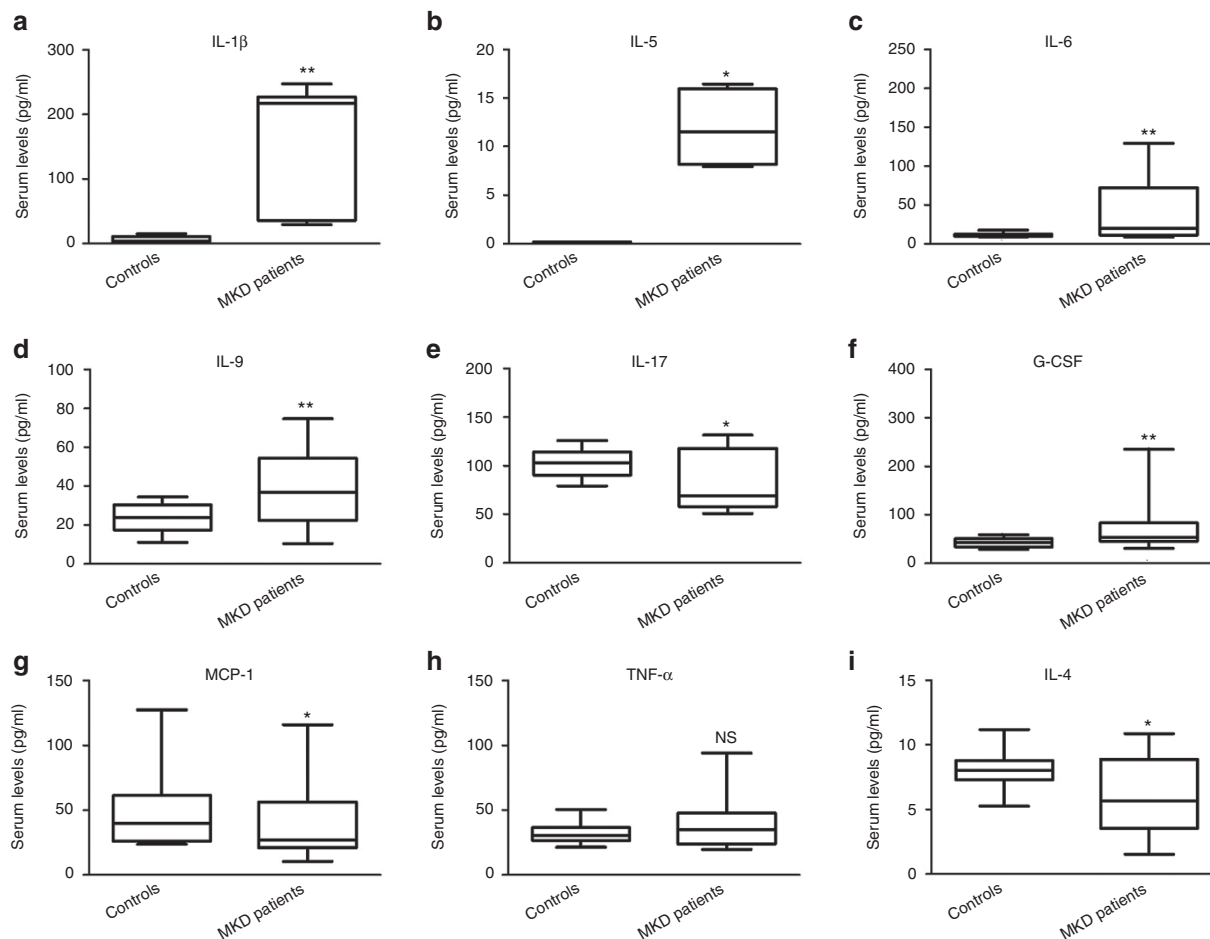 a
IL-1β
Serum levels (pg/ml)
300
200
100
0
**
Controls
MKD patients
b
IL-5
Serum levels (pg/ml)
20
15
10
5
0
*
Controls
MKD patients
c
IL-6
Serum levels (pg/ml)
250
200
150
100
50
0
**
Controls
MKD patients
d
IL-9
Serum levels (pg/ml)
100
80
60
40
20
0
**
Controls
MKD patients
e
IL-17
Serum levels (pg/ml)
200
150
100
50
0
*
Controls
MKD patients
f
G-CSF
Serum levels (pg/ml)
400
300
200
100
0
**
Controls
MKD patients
g
MCP-1
Serum levels (pg/ml)
150
100
50
0
*
Controls
MKD patients
h
TNF-α
Serum levels (pg/ml)
150
100
50
0
NS
Controls
MKD patients
i
IL-4
Serum levels (pg/ml)
15
10
5
0
*
Controls
MKD patients